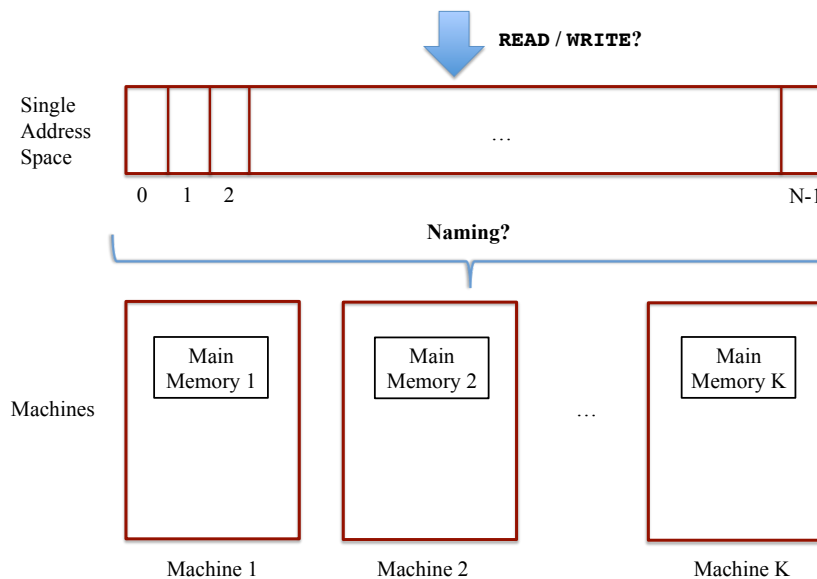 READ / WRITE?
Single
Address
Space
…
0 1 2 N-1
Naming?
Main
Memory 1
Main
Memory 2
Main
Memory K
Machines
…
Machine 1 Machine 2 Machine K